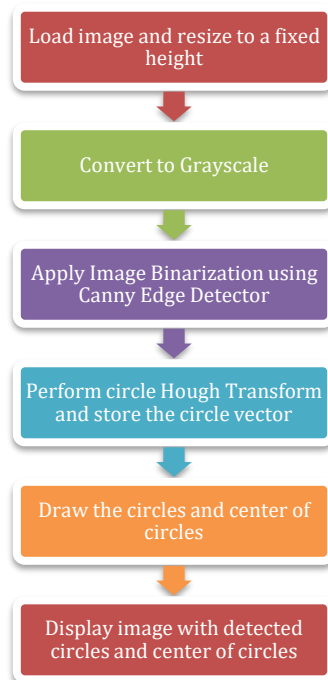 Load image and resize to a fixed
height
Convert to Grayscale
Apply Image Binarization using
Canny Edge Detector
Perform circle Hough Transform
and store the circle vector
Draw the circles and center of
circles
Display image with detected
circles and center of circles